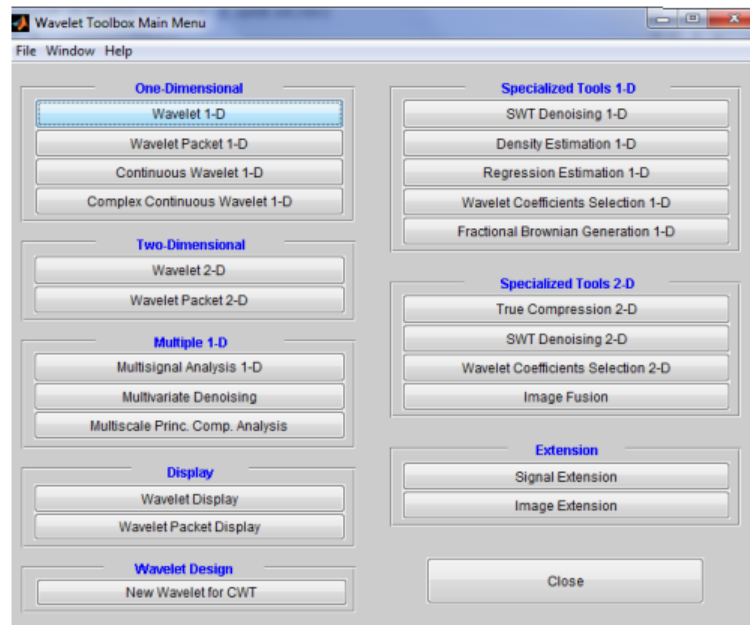 Wavelet Toolbox Main Menu
File Window Help
One-Dimensional
Wavelet 1-D
Wavelet Packet 1-D
Continuous Wavelet 1-D
Complex Continuous Wavelet 1-D
Two-Dimensional
Wavelet 2-D
Wavelet Packet 2-D
Multiple 1-D
Multisignal Analysis 1-D
Multivariate Denoising
Multiscale Princ. Comp. Analysis
Display
Wavelet Display
Wavelet Packet Display
Wavelet Design
New Wavelet for CWT
Specialized Tools 1-D
SWT Denoising 1-D
Density Estimation 1-D
Regression Estimation 1-D
Wavelet Coefficients Selection 1-D
Fractional Brownian Generation 1-D
Specialized Tools 2-D
True Compression 2-D
SWT Denoising 2-D
Wavelet Coefficients Selection 2-D
Image Fusion
Extension
Signal Extension
Image Extension
Close